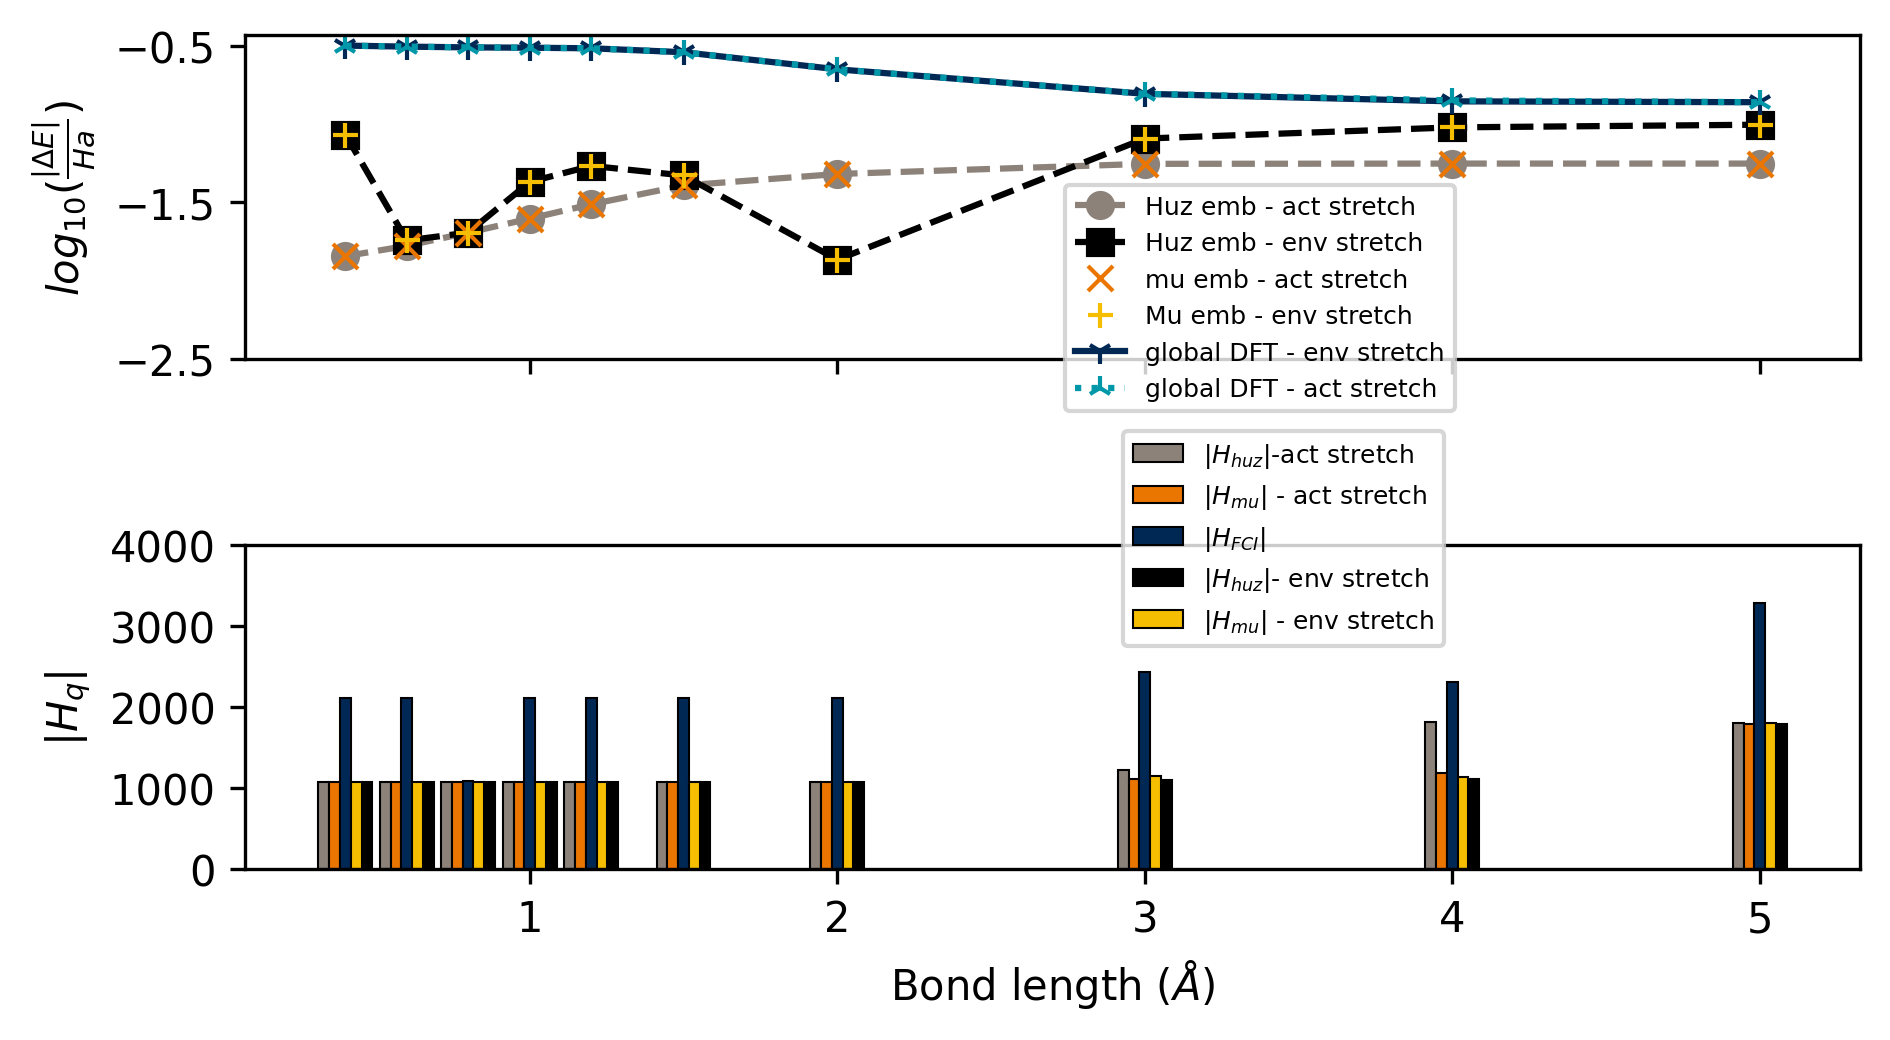 −0.5
−1.5
−2.5
log10(|ΔE|/Ha)
Huz emb - act stretch
Huz emb - env stretch
mu emb - act stretch
Mu emb - env stretch
global DFT - env stretch
global DFT - act stretch
|Hhuz|-act stretch
|Hmu| - act stretch
|HFCI|
|Hhuz|- env stretch
|Hmu| - env stretch
4000
3000
2000
1000
0
|Hq|
1 2 3 4 5
Bond length (Å)